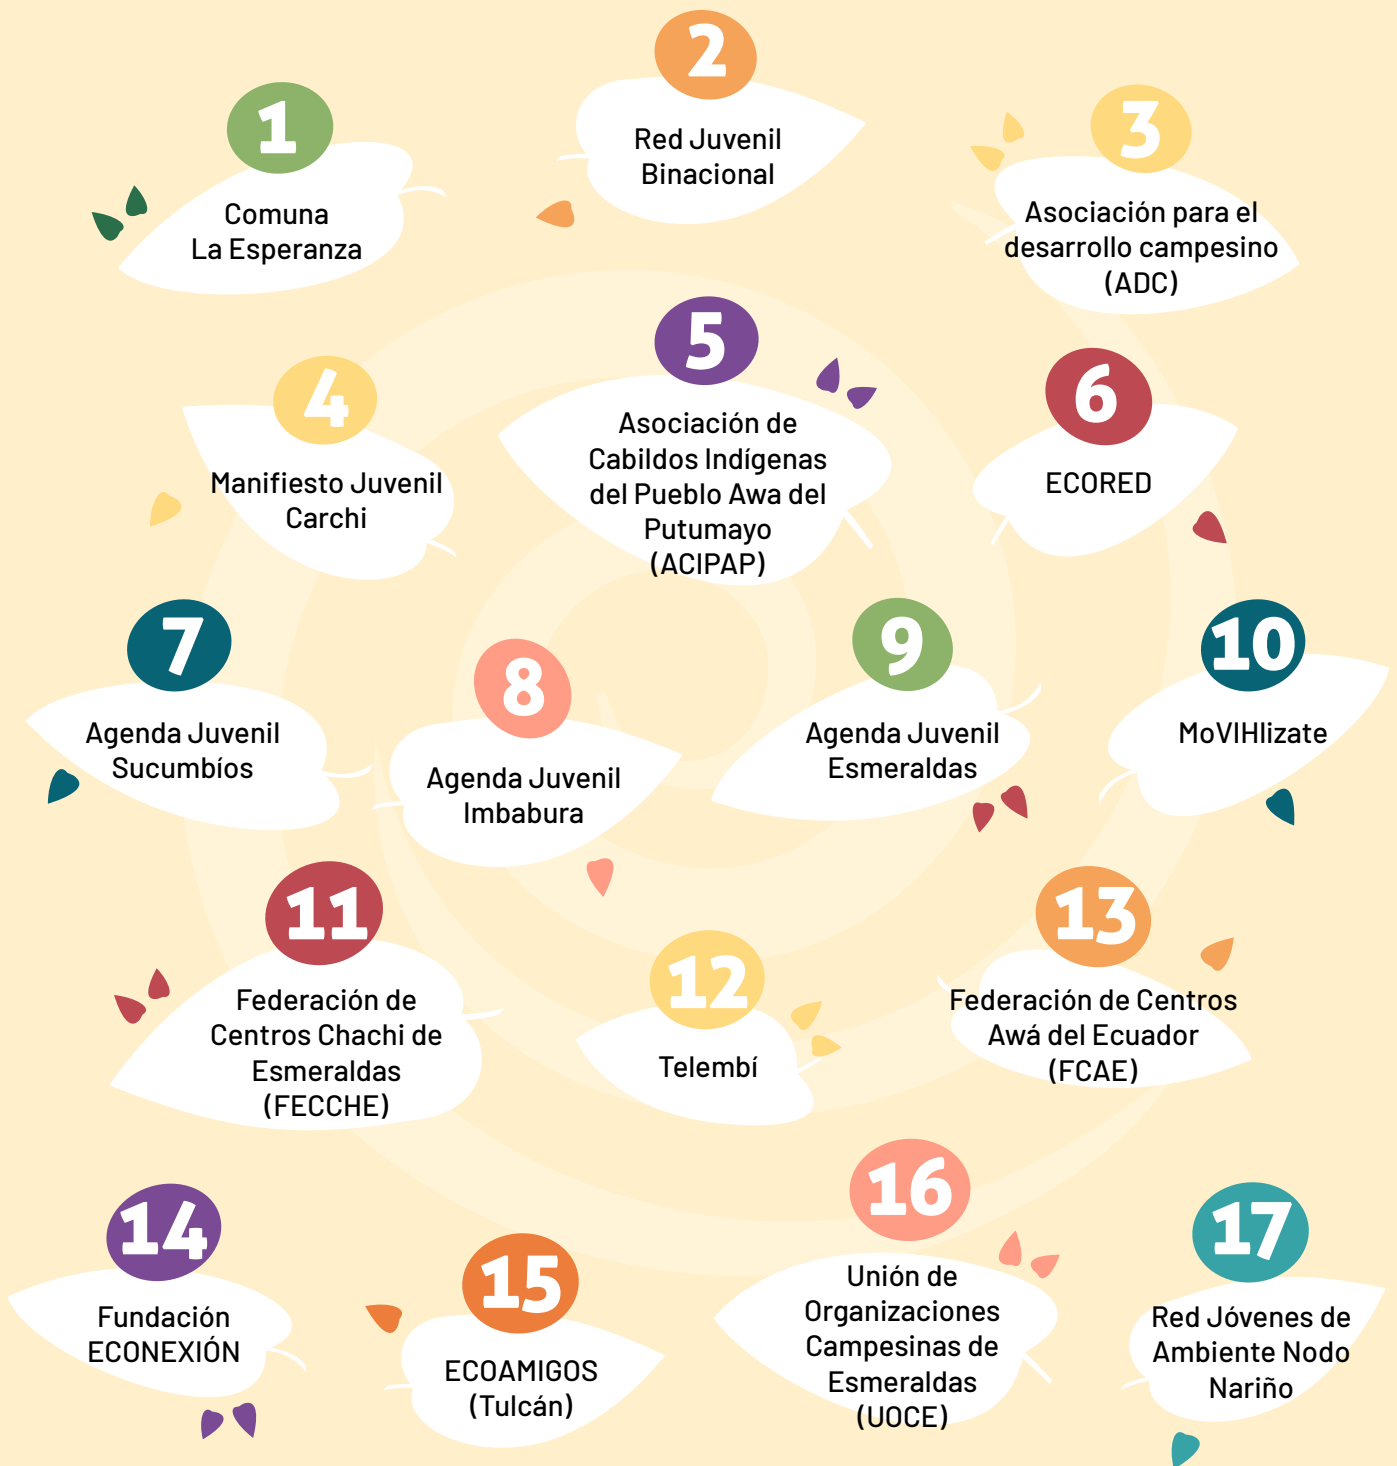 1
Comuna
La Esperanza
2
Red Juvenil
Binacional
3
Asociación para el
desarrollo campesino
(ADC)
4
Manifiesto Juvenil
Carchi
5
Asociación de
Cabildos Indígenas
del Pueblo Awa del
Putumayo
(ACIPAP)
6
ECORED
7
Agenda Juvenil
Sucumbíos
8
Agenda Juvenil
Imbabura
9
Agenda Juvenil
Esmeraldas
10
MoVIHlizate
11
Federación de
Centros Chachi de
Esmeraldas
(FECCHE)
12
Telembí
13
Federación de Centros
Awá del Ecuador
(FCAE)
14
Fundación
ECONEXIÓN
15
ECOAMIGOS
(Tulcán)
16
Unión de
Organizaciones
Campesinas de
Esmeraldas
(UOCE)
17
Red Jóvenes de
Ambiente Nodo
Nariño